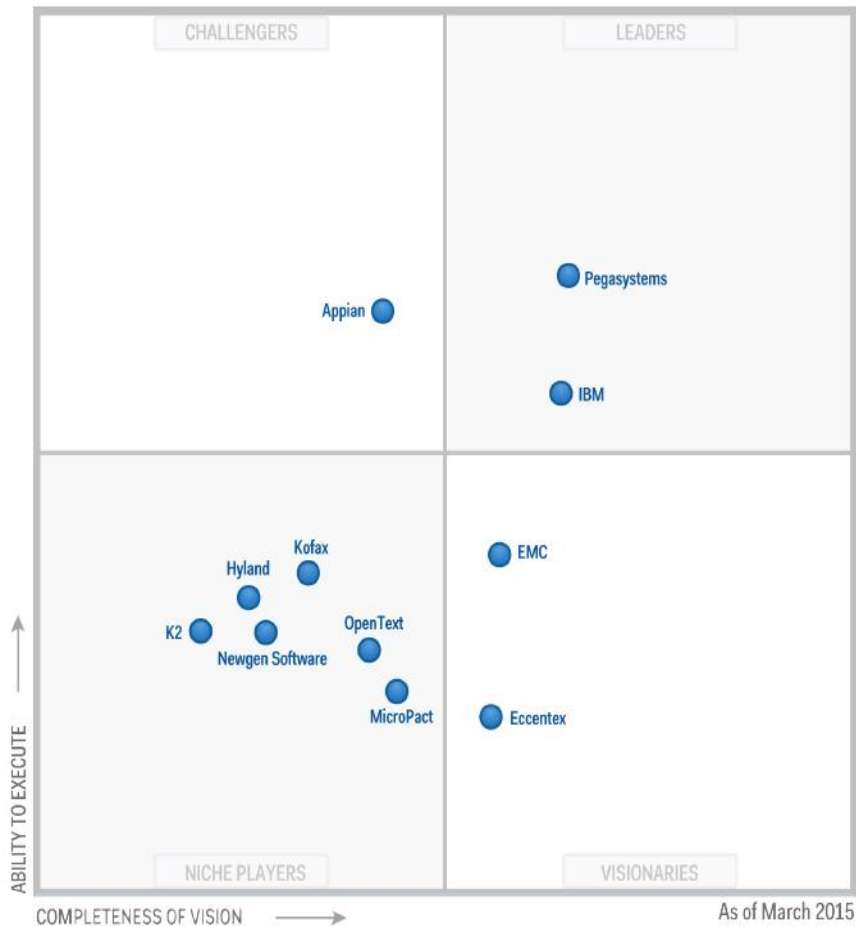 CHALLENGERS
LEADERS
Pegasystems
Appian
IBM
EMC
Kofax
Hyland
K2
OpenText
Newgen Software
MicroPact
Eccentex
ABILITY TO EXECUTE
NICHE PLAYERS
VISIONARIES
COMPLETENESS OF VISION
As of March 2015